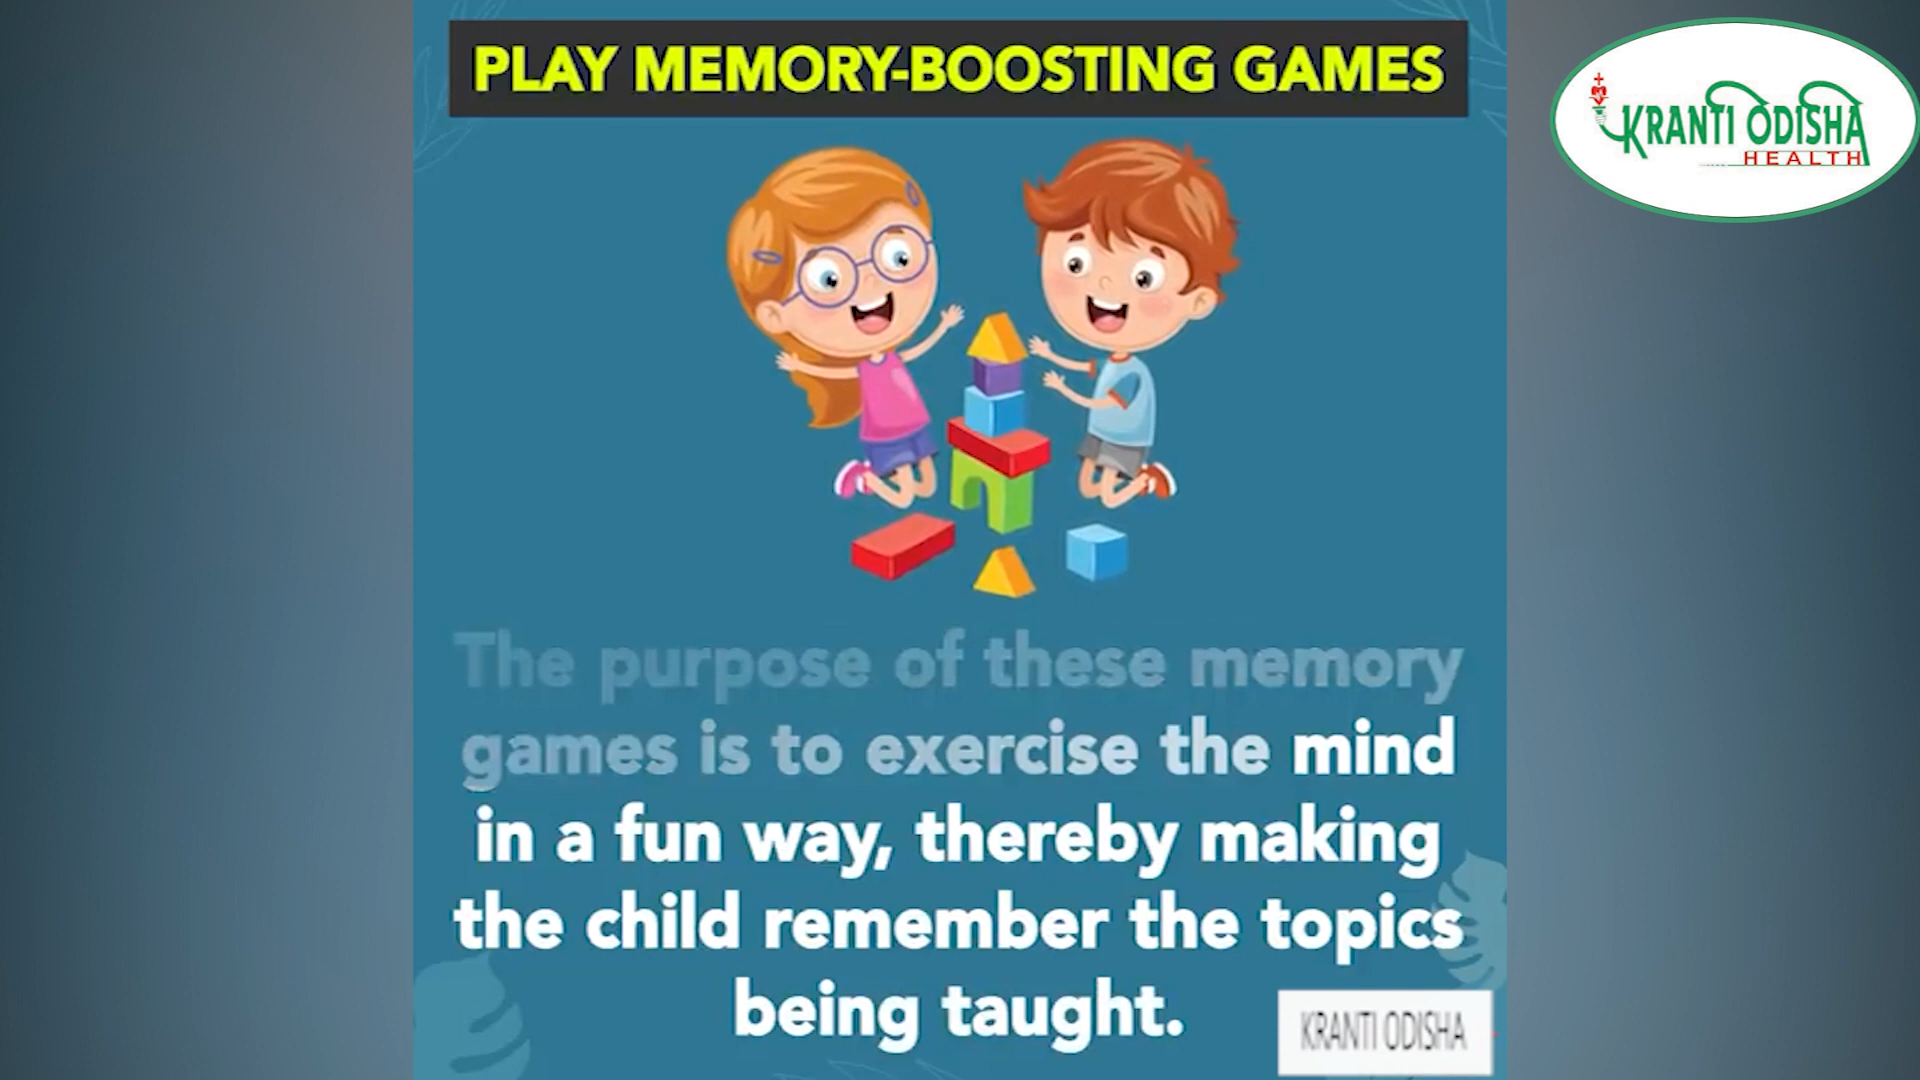 PLAY MEMORY-BOOSTING GAMES
KRANTI ODISHA
HEALTH
The purpose of these memory
games is to exercise the mind
in a fun way, thereby making
the child remember the topics
being taught.
KRANTI ODISHA